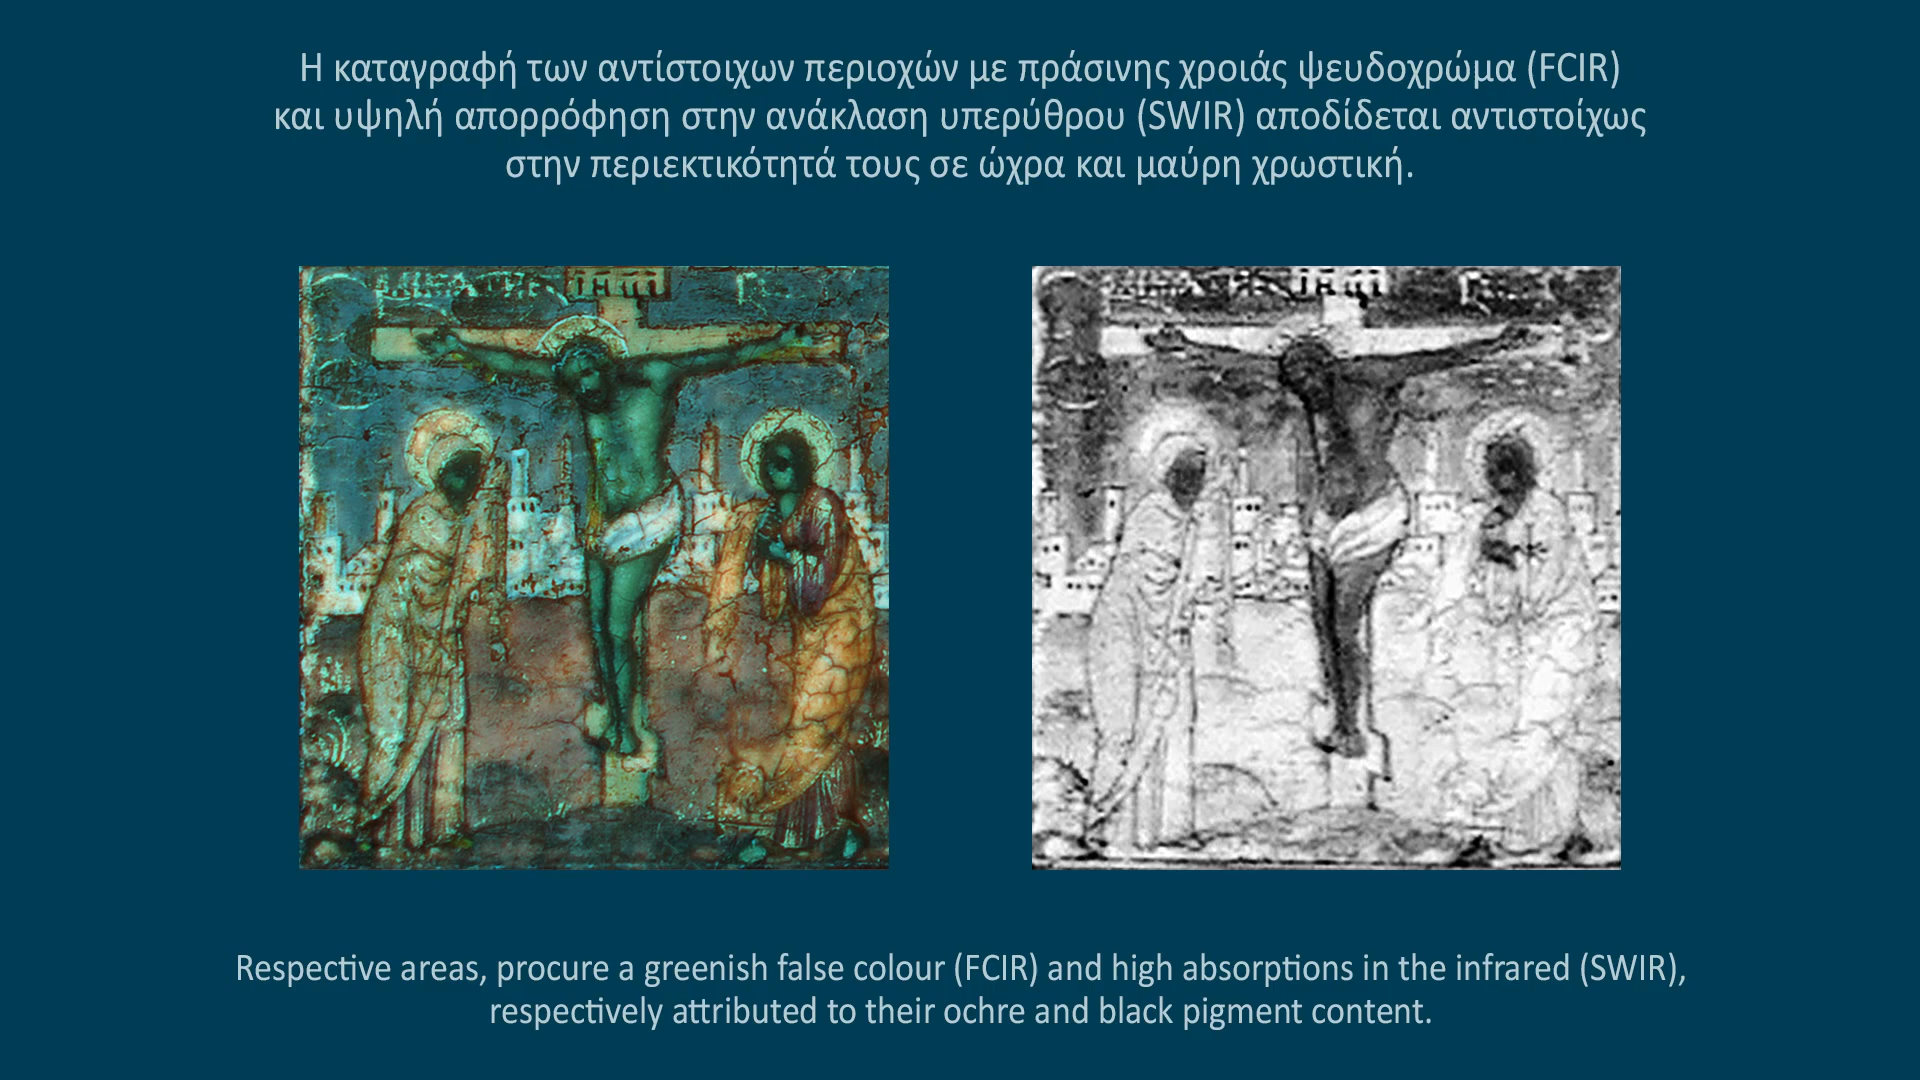 Η καταγραφή των αντίστοιχων περιοχών με πράσινης χροιάς ψευδοχρώμα (FCIR)
και υψηλή απορρόφηση στην ανάκλαση υπερύθρου (SWIR) αποδίδεται αντιστοίχως
στην περιεκτικότητά τους σε ώχρα και μαύρη χρωστική.
Respective areas, procure a greenish false colour (FCIR) and high absorptions in the infrared (SWIR),
respectively attributed to their ochre and black pigment content.